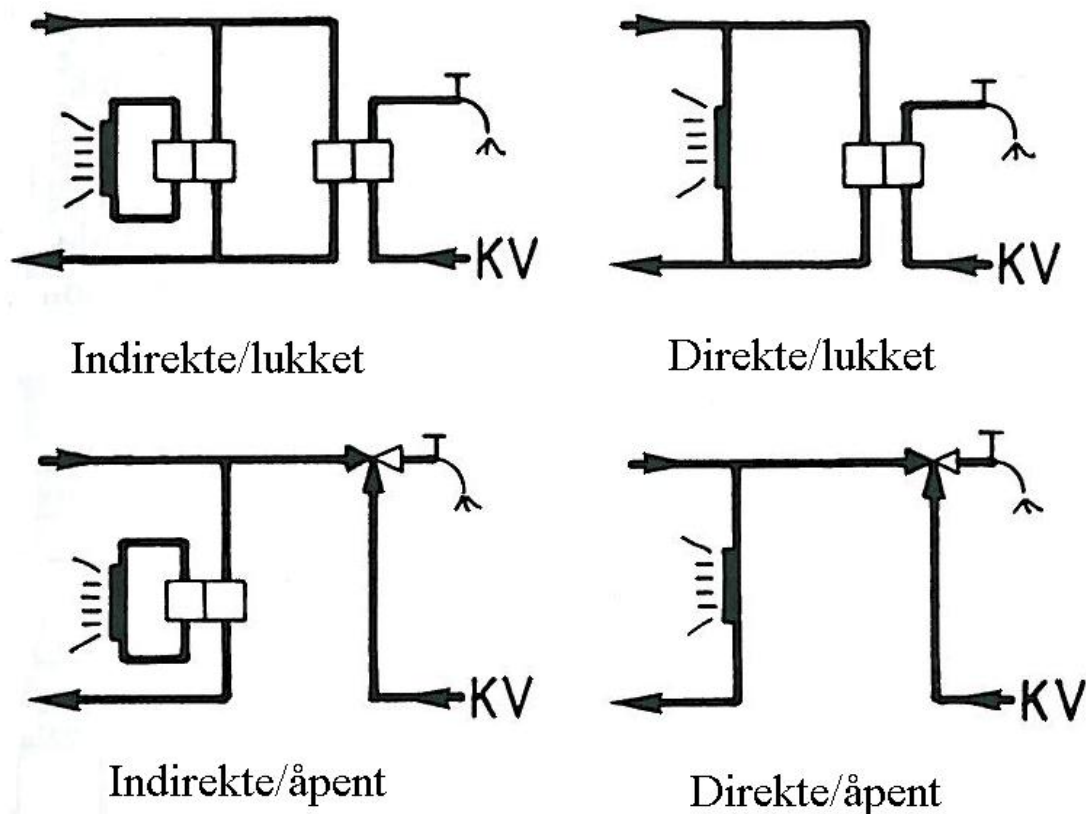 KV
KV
Indirekte/lukket
Direkte/lukket
KV
KV
Indirekte/åpent
Direkte/åpent